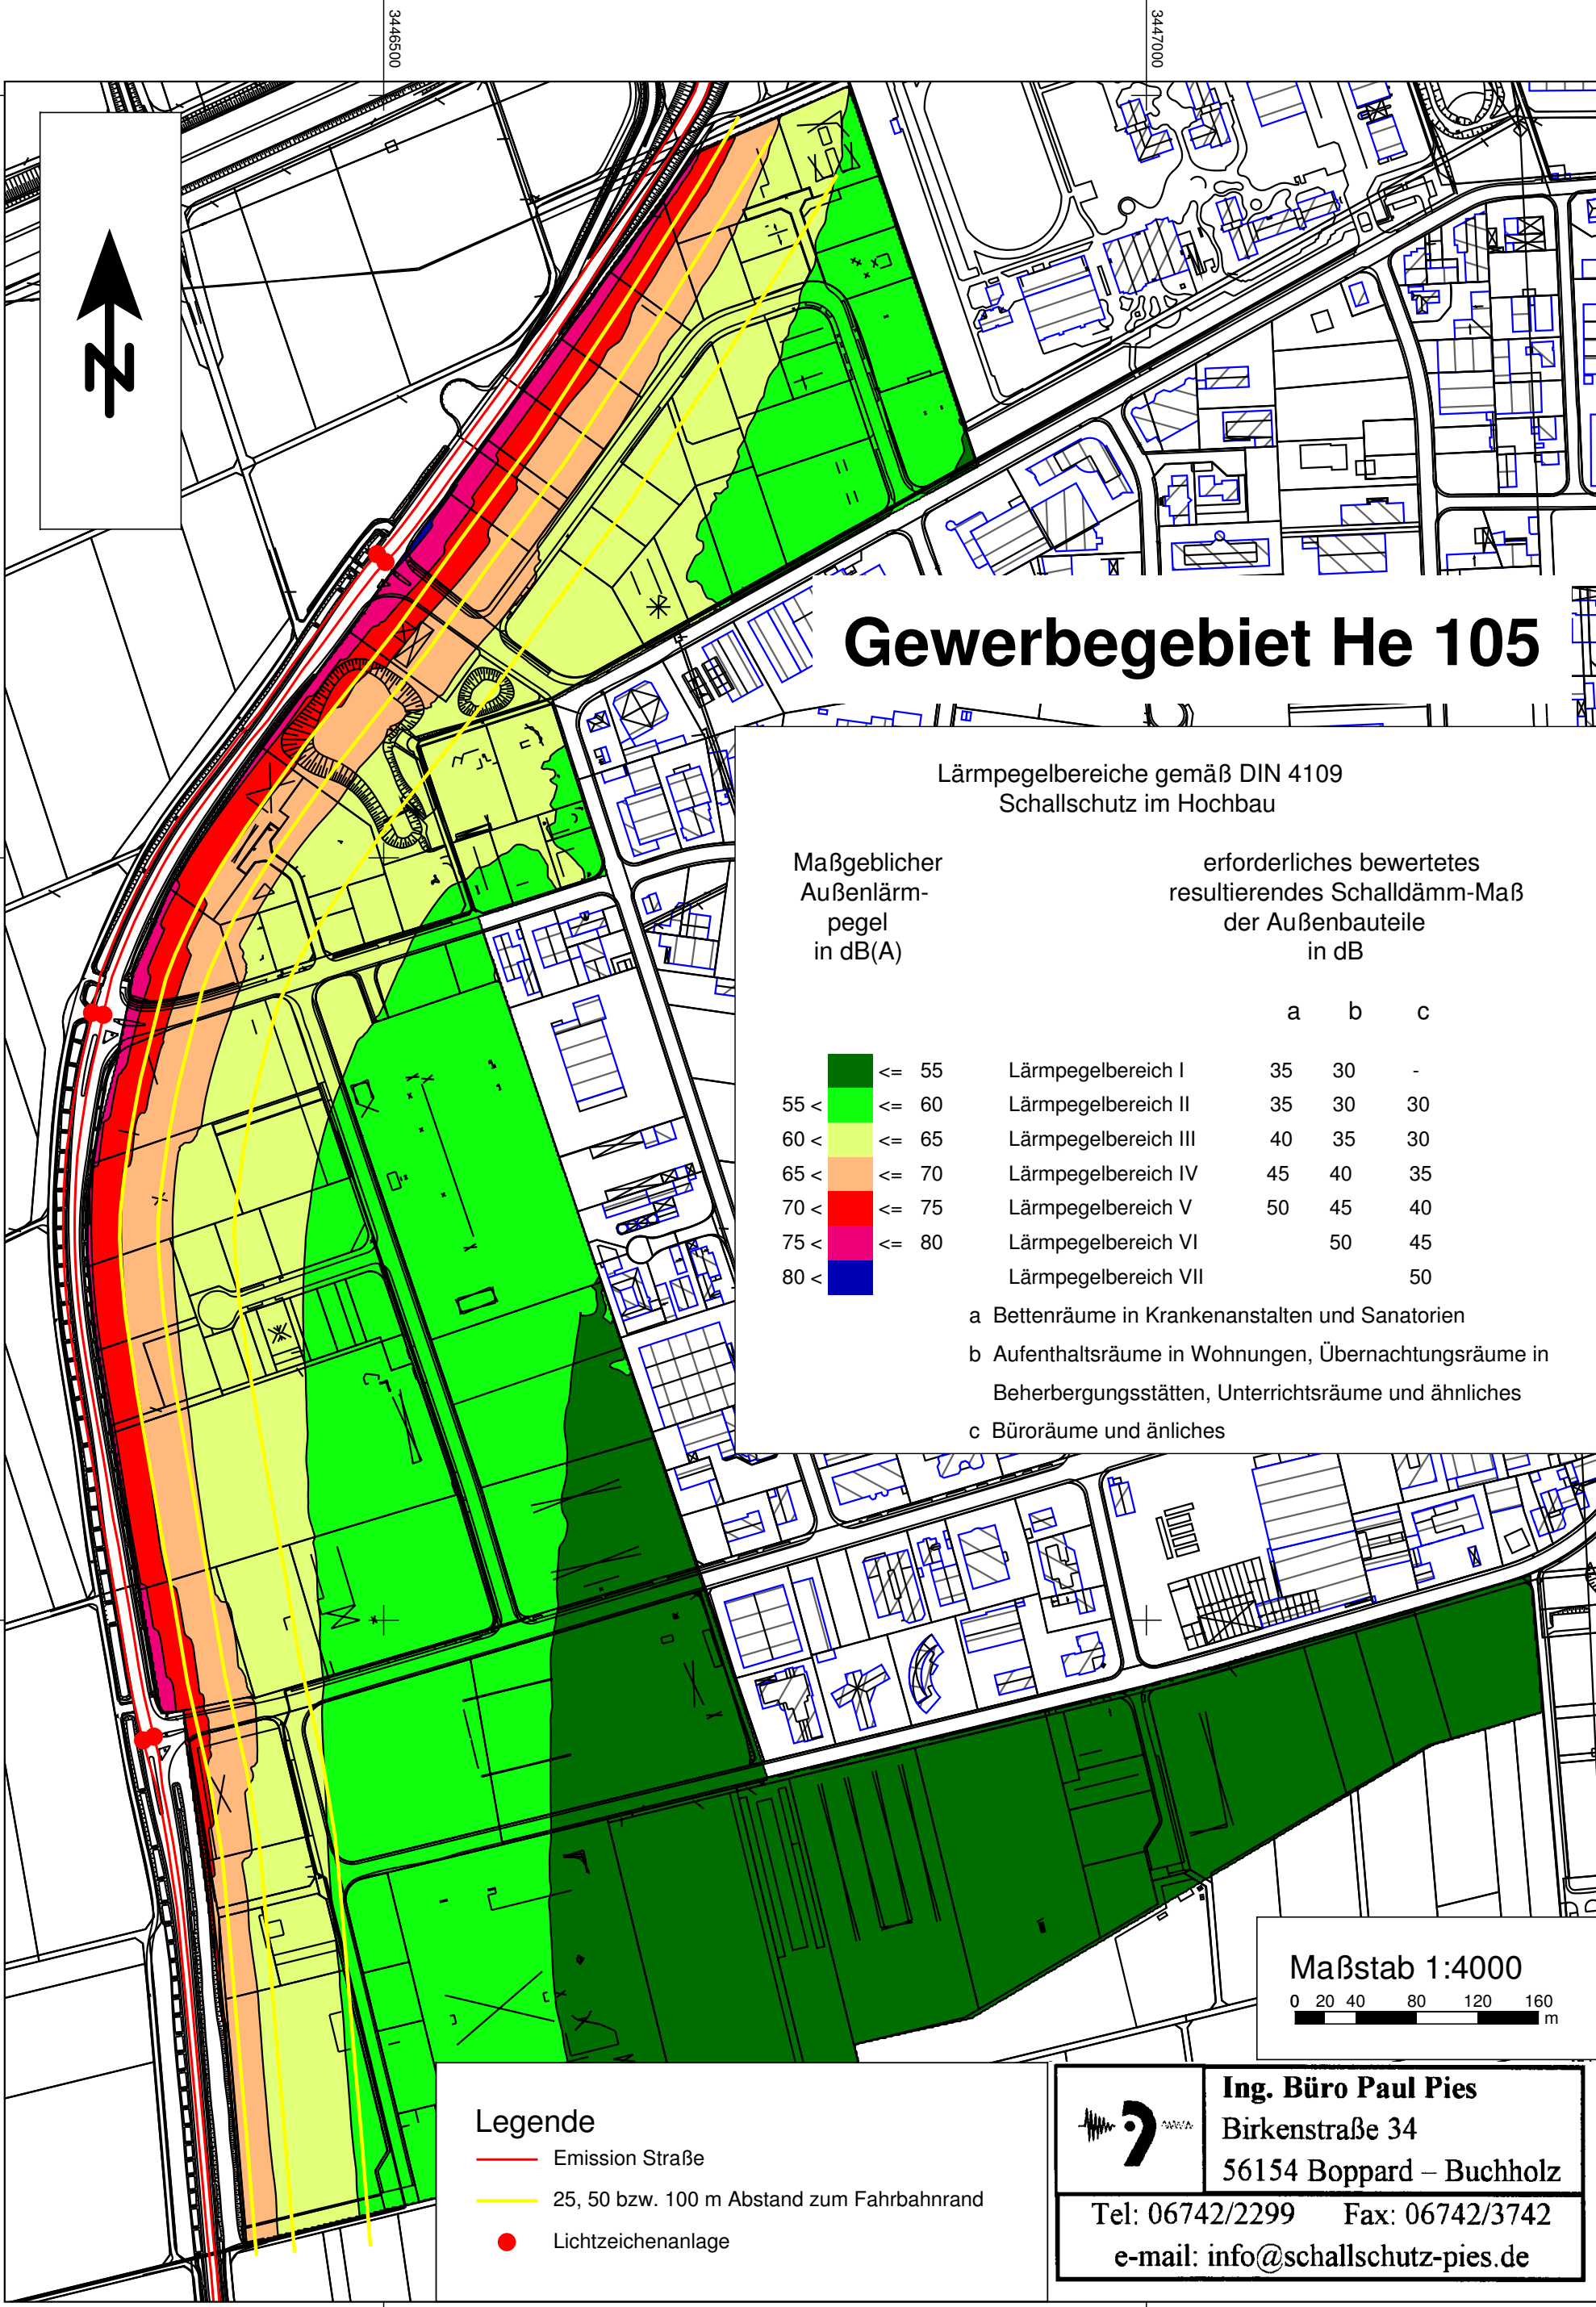 3446500
3447000
N
Gewerbegebiet He 105
Lärmpegelbereiche gemäß DIN 4109
Schallschutz im Hochbau
Maßgeblicher
Außenlärm-
pegel
in dB(A)
erforderliches bewertetes
resultierendes Schalldämm-Maß
der Außenbauteile
in dB
a b c
<= 55 Lärmpegelbereich I 35 30 -
55 < <= 60 Lärmpegelbereich II 35 30 30
60 < <= 65 Lärmpegelbereich III 40 35 30
65 < <= 70 Lärmpegelbereich IV 45 40 35
70 < <= 75 Lärmpegelbereich V 50 45 40
75 < <= 80 Lärmpegelbereich VI 50 45
80 < Lärmpegelbereich VII 50
a Bettenräume in Krankenanstalten und Sanatorien
b Aufenthaltsräume in Wohnungen, Übernachtungsräume in
Beherbergungsstätten, Unterrichtsräume und ähnliches
c Büroräume und änliches
Maßstab 1:4000
0 20 40 80 120 160
m
Legende
Emission Straße
25, 50 bzw. 100 m Abstand zum Fahrbahnrand
Lichtzeichenanlage
Ing. Büro Paul Pies
Birkenstraße 34
56154 Boppard – Buchholz
Tel: 06742/2299 Fax: 06742/3742
e-mail: info@schallschutz-pies.de